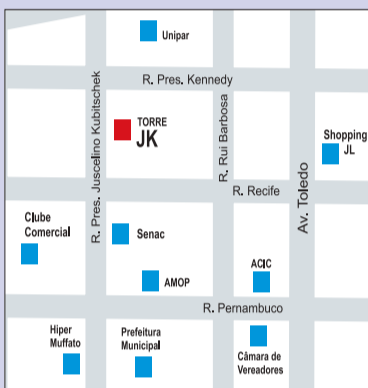 Unipar
R. Pres. Kennedy
TORRE
JK
R. Pres. Juscelino Kubitschek
R. Rui Barbosa
Av. Toledo
Shopping
JL
R. Recife
Clube
Comercial
Senac
AMOP
ACIC
R. Pernambuco
Hiper
Muffato
Prefeitura
Municipal
Câmara de
Vereadores